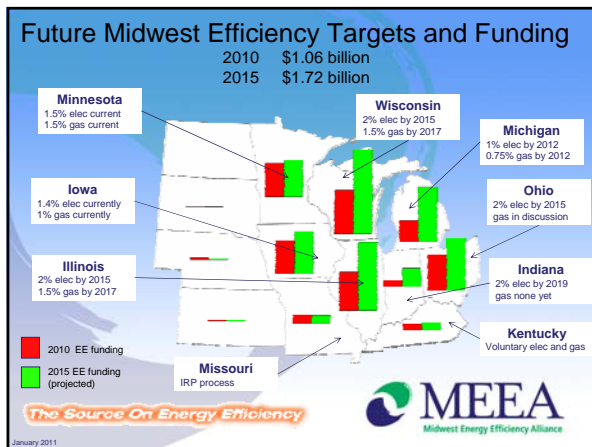 Future Midwest Efficiency Targets and Funding
2010 $1.06 billion
2015 $1.72 billion
Minnesota
1.5% elec current
1.5% gas current
Wisconsin
2% elec by 2015
1.5% gas by 2017
Michigan
1% elec by 2012
0.75% gas by 2012
Iowa
1.4% elec currently
1% gas currently
Ohio
2% elec by 2015
gas in discussion
Illinois
2% elec by 2015
1.5% gas by 2017
Indiana
2% elec by 2019
gas none yet
Kentucky
Voluntary elec and gas
Missouri
IRP process
2010 EE funding
2015 EE funding
(projected)
The Source On Energy Efficiency
MEEA
Midwest Energy Efficiency Alliance
January 2011